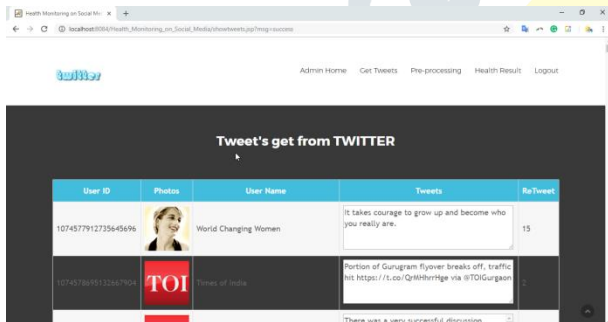 Health Monitoring on Social Me
localhost:8084/Health_Monitoring_on_Social_Media/showtweets.jsp?msg=success
twitter
Admin Home Get Tweets Pre-processing Health Result Logout
Tweet's get from TWITTER
User ID Photos User Name Tweets ReTweet
It takes courage to grow up and become who
you really are.
1074577912735645696 World Changing Women 15
Portion of Gurugram flyover breaks off, traffic
hit https://t.co/QrMHhrrHge via @TOIGurgaon
TOI Times of India 2
There was a very successful discussion